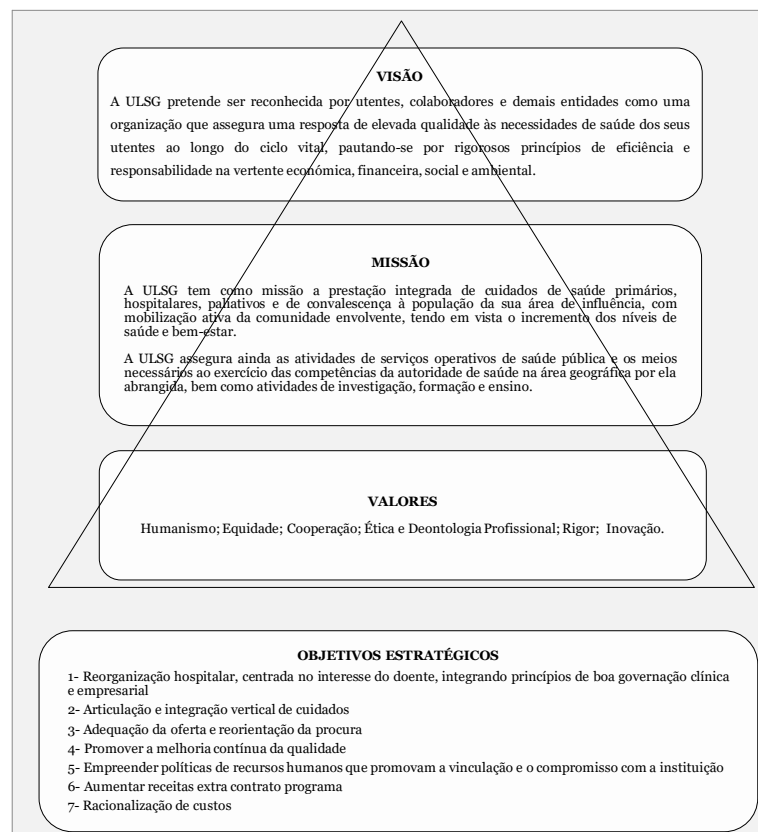 VISÃO
A ULSG pretende ser reconhecida por utentes, colaboradores e demais entidades como uma
organização que assegura uma resposta de elevada qualidade às necessidades de saúde dos seus
utentes ao longo do ciclo vital, pautando-se por rigorosos princípios de eficiência e
responsabilidade na vertente económica, financeira, social e ambiental.
MISSÃO
A ULSG tem como missão a prestação integrada de cuidados de saúde primários,
hospitalares, paliativos e de convalescença à população da sua área de influência, com
mobilização ativa da comunidade envolvente, tendo em vista o incremento dos níveis de
saúde e bem-estar.
A ULSG assegura ainda as atividades de serviços operativos de saúde pública e os meios
necessários ao exercício das competências da autoridade de saúde na área geográfica por ela
abrangida, bem como atividades de investigação, formação e ensino.
VALORES
Humanismo; Equidade; Cooperação; Ética e Deontologia Profissional; Rigor; Inovação.
OBJETIVOS ESTRATÉGICOS
1- Reorganização hospitalar, centrada no interesse do doente, integrando princípios de boa governação clínica
e empresarial
2- Articulação e integração vertical de cuidados
3- Adequação da oferta e reorientação da procura
4- Promover a melhoria contínua da qualidade
5- Empreender políticas de recursos humanos que promovam a vinculação e o compromisso com a instituição
6- Aumentar receitas extra contrato programa
7- Racionalização de custos